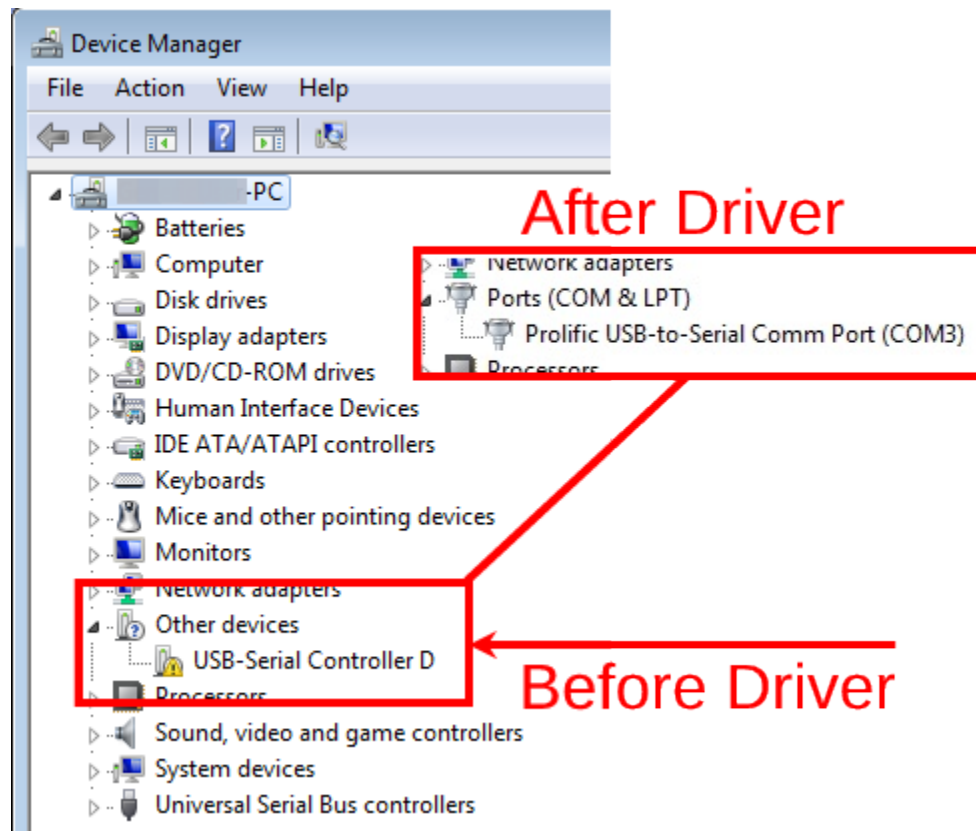 Device Manager
File Action View Help
-PC
Batteries
Computer
Disk drives
Display adapters
DVD/CD-ROM drives
Human Interface Devices
IDE ATA/ATAPI controllers
Keyboards
Mice and other pointing devices
Monitors
Network adapters
Other devices
USB-Serial Controller D
Processors
Sound, video and game controllers
System devices
Universal Serial Bus controllers
After Driver
Network adapters
Ports (COM & LPT)
Prolific USB-to-Serial Comm Port (COM3)
Processors
Before Driver